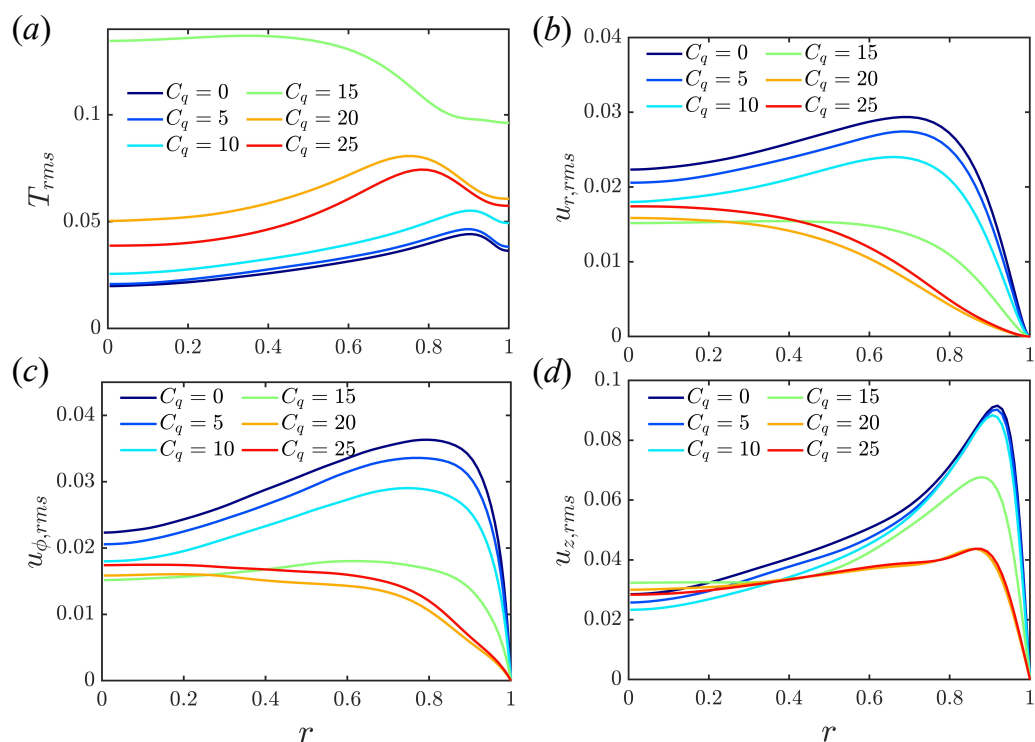 (a)
T_{rms}
0.1
0.05
0
C_q = 0
C_q = 5
C_q = 10
C_q = 15
C_q = 20
C_q = 25
0 0.2 0.4 0.6 0.8 1
(b)
u_{r,rms}
0.04
0.03
0.02
0.01
0
C_q = 0
C_q = 5
C_q = 10
C_q = 15
C_q = 20
C_q = 25
0 0.2 0.4 0.6 0.8 1
(c)
u_{ϕ,rms}
0.04
0.03
0.02
0.01
0
C_q = 0
C_q = 5
C_q = 10
C_q = 15
C_q = 20
C_q = 25
0 0.2 0.4 0.6 0.8 1
r
(d)
u_{z,rms}
0.1
0.08
0.06
0.04
0.02
0
C_q = 0
C_q = 5
C_q = 10
C_q = 15
C_q = 20
C_q = 25
0 0.2 0.4 0.6 0.8 1
r